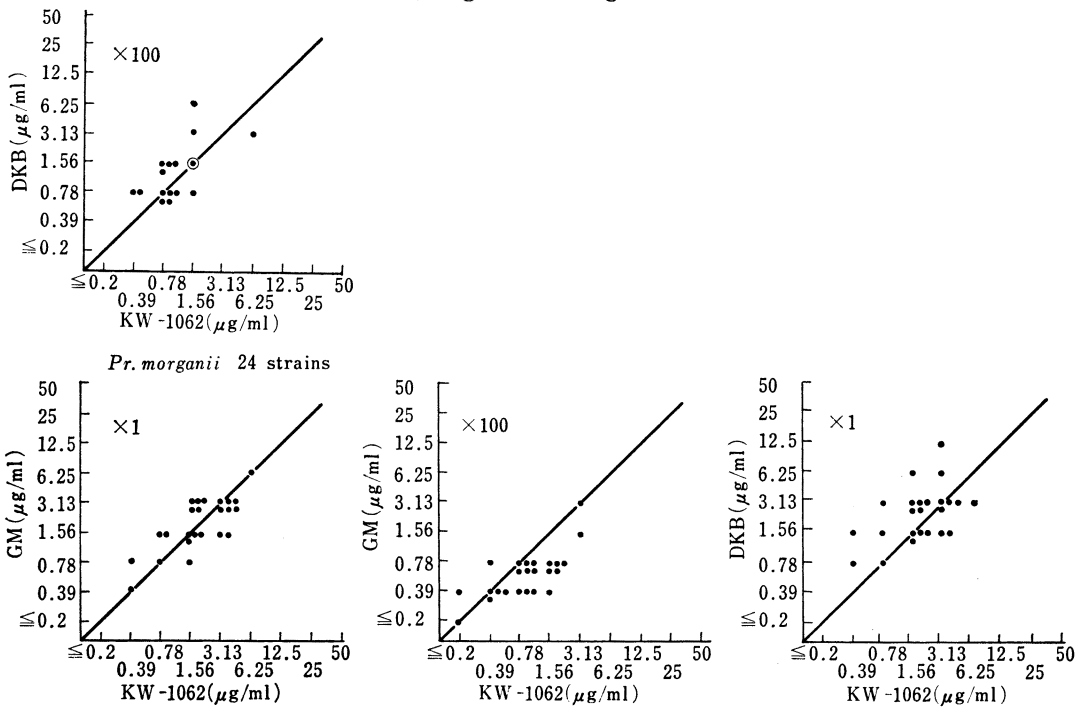 50
25
12.5
6.25
3.13
1.56
0.78
0.39
≦0.2
DKB(μg/ml)
×100
≦0.2 0.78 3.13 12.5 50
0.39 1.56 6.25 25
KW-1062(μg/ml)
Pr. morganii 24 strains
50
25
12.5
6.25
3.13
1.56
0.78
0.39
≦0.2
GM(μg/ml)
×1
≦0.2 0.78 3.13 12.5 50
0.39 1.56 6.25 25
KW-1062(μg/ml)
50
25
12.5
6.25
3.13
1.56
0.78
0.39
≦0.2
GM(μg/ml)
×100
≦0.2 0.78 3.13 12.5 50
0.39 1.56 6.25 25
KW-1062(μg/ml)
50
25
12.5
6.25
3.13
1.56
0.78
0.39
≦0.2
DKB(μg/ml)
×1
≦0.2 0.78 3.13 12.5 50
0.39 1.56 6.25 25
KW-1062(μg/ml)